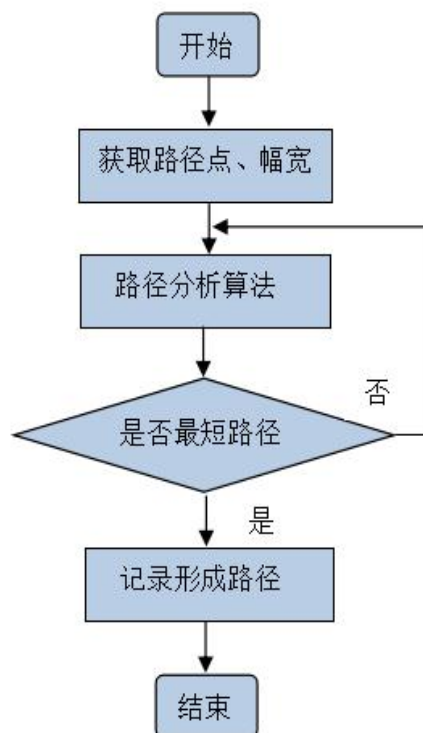 开始
获取路径点、幅宽
路径分析算法
是否最短路径
否
是
记录形成路径
结束